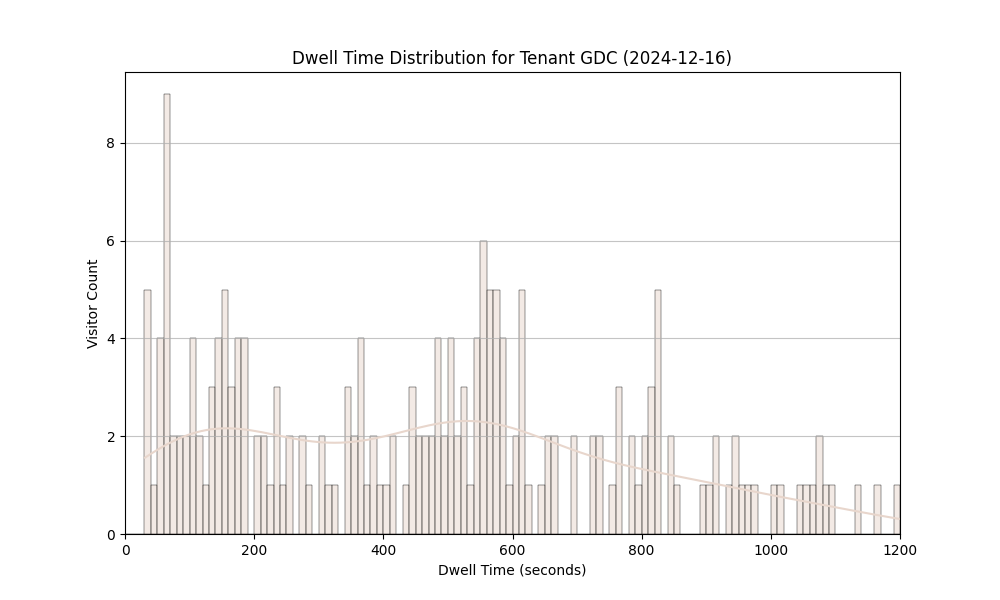 Dwell Time Distribution for Tenant GDC (2024-12-16)
Visitor Count
8
6
4
2
0
0 200 400 600 800 1000 1200
Dwell Time (seconds)